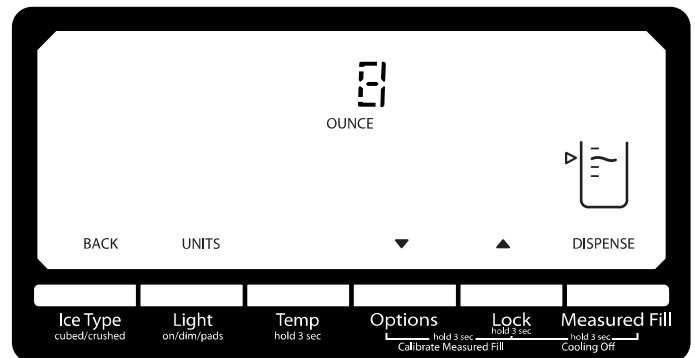 8
OUNCE
BACK UNITS ▼ ▲ DISPENSE
Ice Type Light Temp Options Lock Measured Fill
cubed/crushed on/dim/pads hold 3 sec hold 3 sec
hold 3 sec hold 3 sec
Calibrate Measured Fill Cooling Off